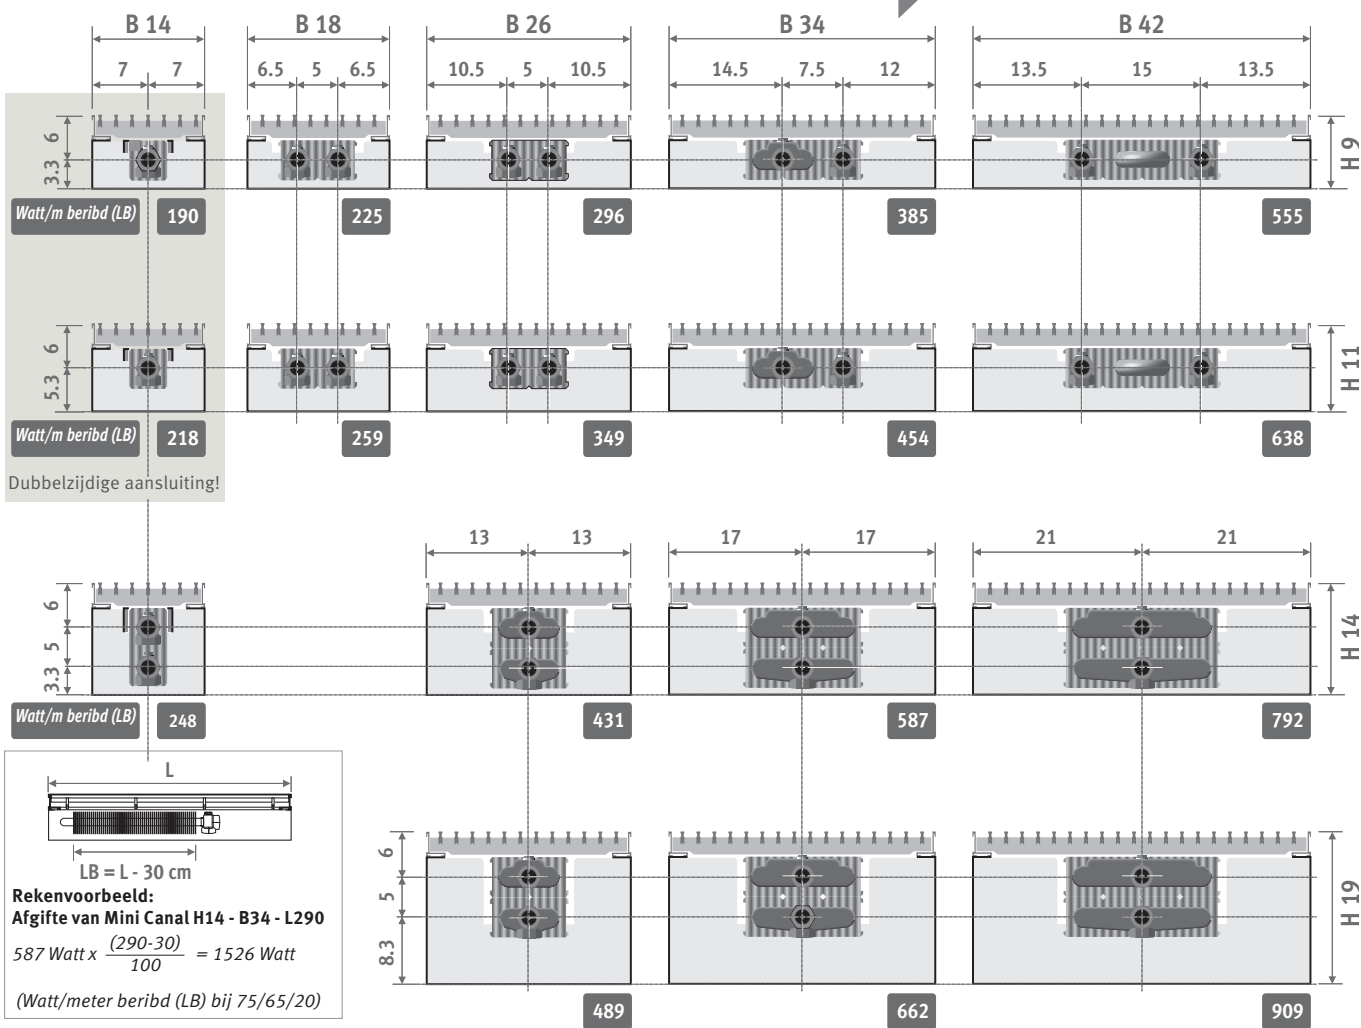 B 14 B 18 B 26 B 34 B 42
7 7 6.5 5 6.5 10.5 5 10.5 14.5 7.5 12 13.5 15 13.5
6
3.3
H 9
Watt/m beribd (LB) 190 225 296 385 555
6
5.3
H 11
Watt/m beribd (LB) 218 259 349 454 638
Dubbelzijdige aansluiting!
13 13 17 17 21 21
6
5
3.3
H 14
Watt/m beribd (LB) 248 431 587 792
L
LB = L - 30 cm
Rekenvoorbeeld:
Afgifte van Mini Canal H14 - B34 - L290
587 Watt x (290-30)/100 = 1526 Watt
(Watt/meter beribd (LB) bij 75/65/20)
6
5
8.3
H 19
489 662 909